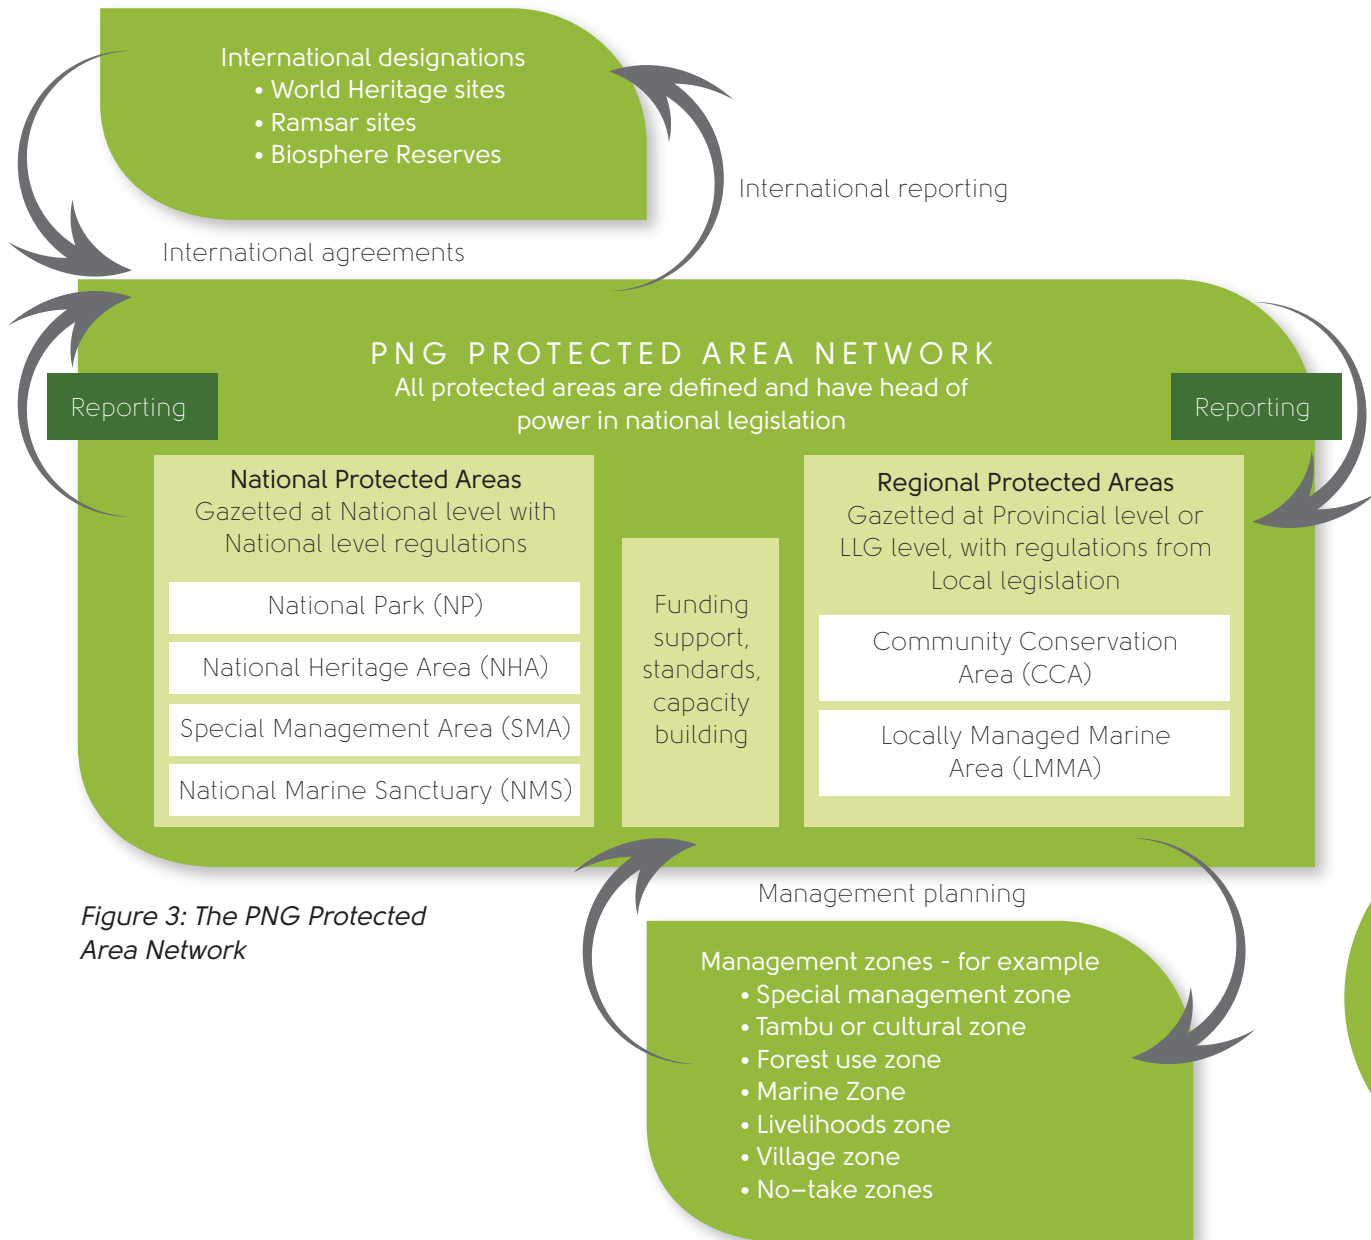 International designations
• World Heritage sites
• Ramsar sites
• Biosphere Reserves
International reporting
International agreements
PNG PROTECTED AREA NETWORK
All protected areas are defined and have head of
power in national legislation
Reporting
Reporting
National Protected Areas
Gazetted at National level with
National level regulations
National Park (NP)
National Heritage Area (NHA)
Special Management Area (SMA)
National Marine Sanctuary (NMS)
Funding
support,
standards,
capacity
building
Regional Protected Areas
Gazetted at Provincial level or
LLG level, with regulations from
Local legislation
Community Conservation
Area (CCA)
Locally Managed Marine
Area (LMMA)
Management planning
Figure 3: The PNG Protected
Area Network
Management zones - for example
• Special management zone
• Tambu or cultural zone
• Forest use zone
• Marine Zone
• Livelihoods zone
• Village zone
• No–take zones